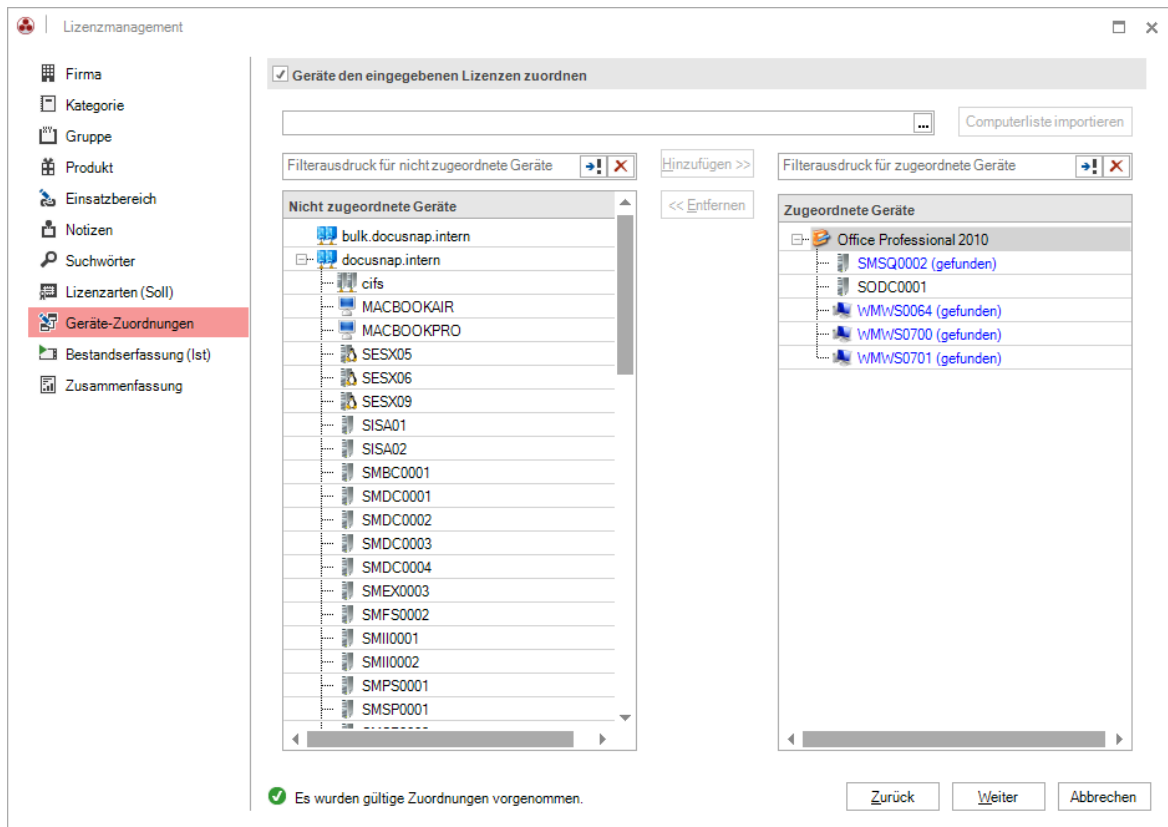 Lizenzmanagement
Firma
Kategorie
Gruppe
Produkt
Einsatzbereich
Notizen
Suchwörter
Lizenzarten (Soll)
Geräte-Zuordnungen
Bestandserfassung (Ist)
Zusammenfassung
Geräte den eingegebenen Lizenzen zuordnen
...
Computerliste importieren
Filterausdruck für nicht zugeordnete Geräte
Hinzufügen >>
<< Entfernen
Filterausdruck für zugeordnete Geräte
Nicht zugeordnete Geräte
bulk.docusnap.intern
docusnap.intern
cifs
MACBOOKAIR
MACBOOKPRO
SESX05
SESX06
SESX09
SISA01
SISA02
SMBC0001
SMDC0001
SMDC0002
SMDC0003
SMDC0004
SMEX0003
SMFS0002
SMII0001
SMII0002
SMPS0001
SMSP0001
Zugeordnete Geräte
Office Professional 2010
SMSQ0002 (gefunden)
SODC0001
WMWS0064 (gefunden)
WMWS0700 (gefunden)
WMWS0701 (gefunden)
Es wurden gültige Zuordnungen vorgenommen.
Zurück
Weiter
Abbrechen